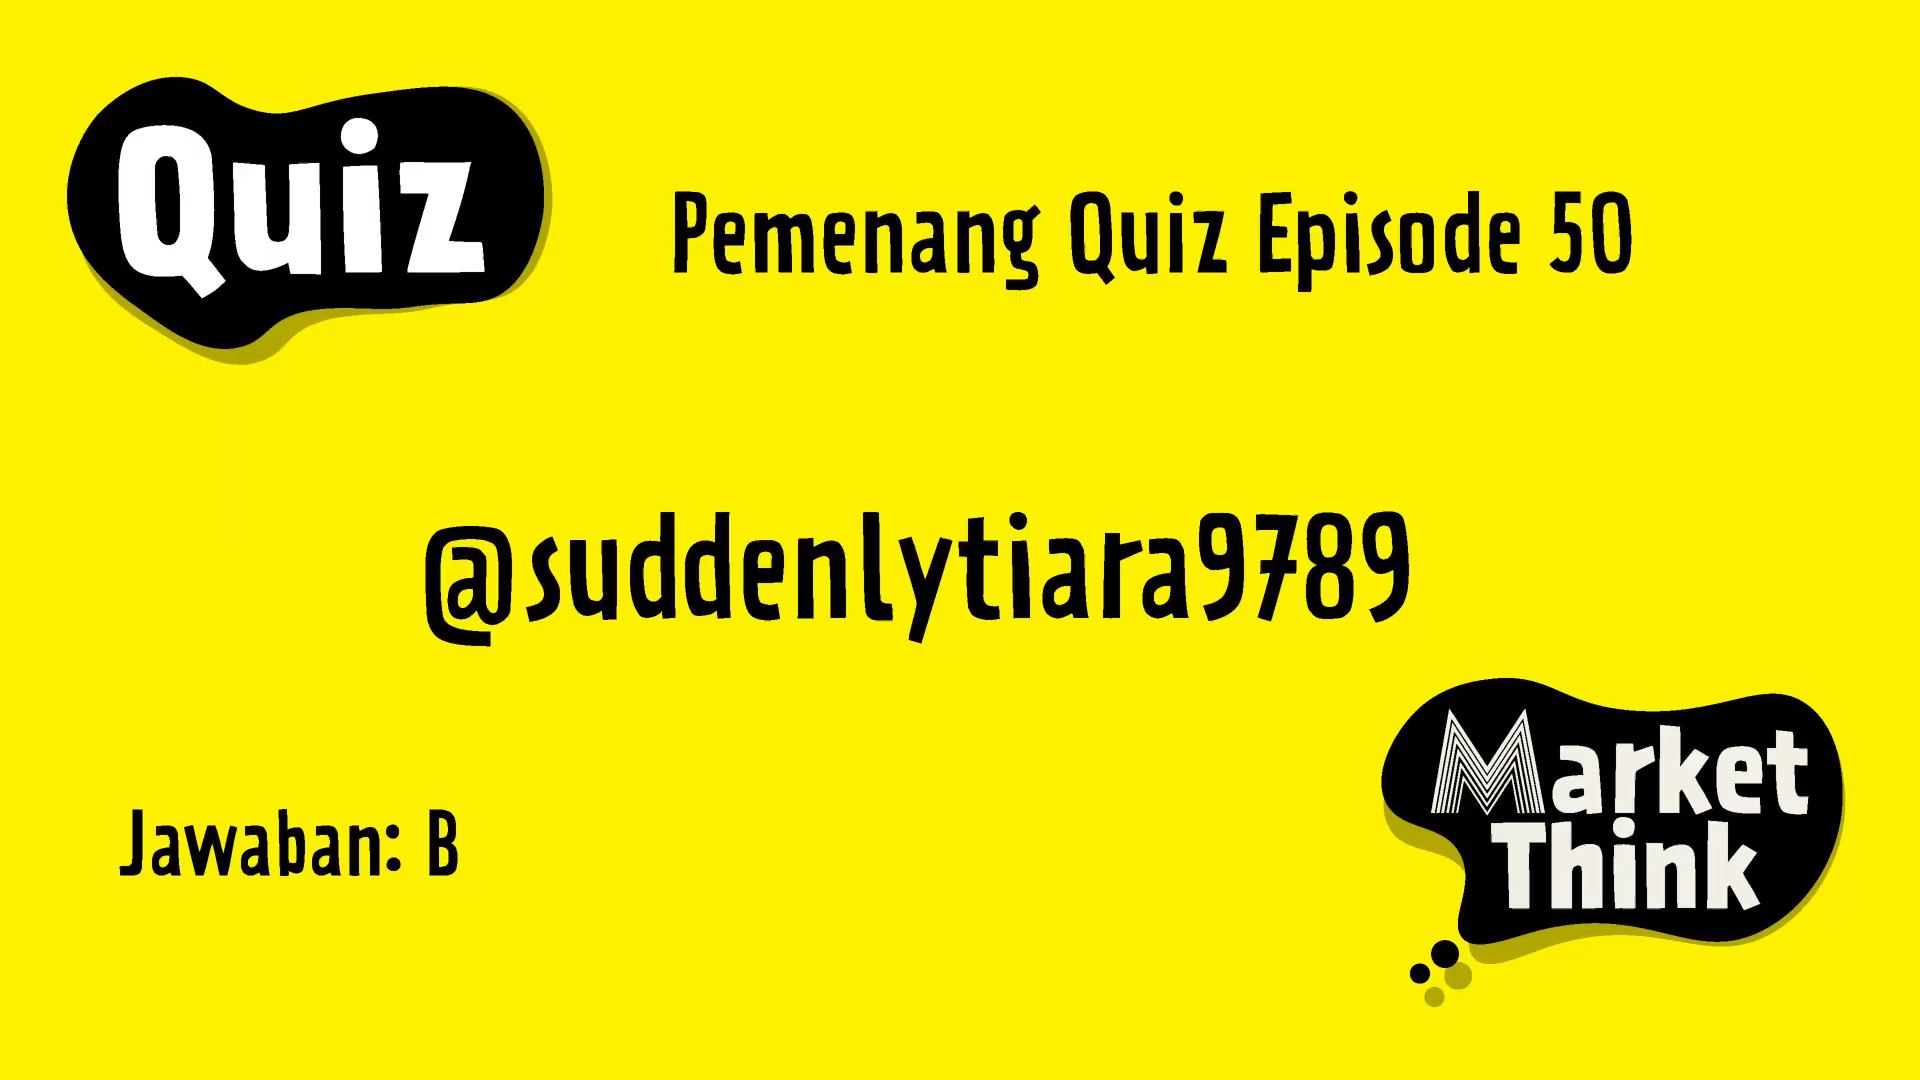 Quiz
Pemenang Quiz Episode 50
@suddenlytiara9789
Jawaban: B
Market
Think